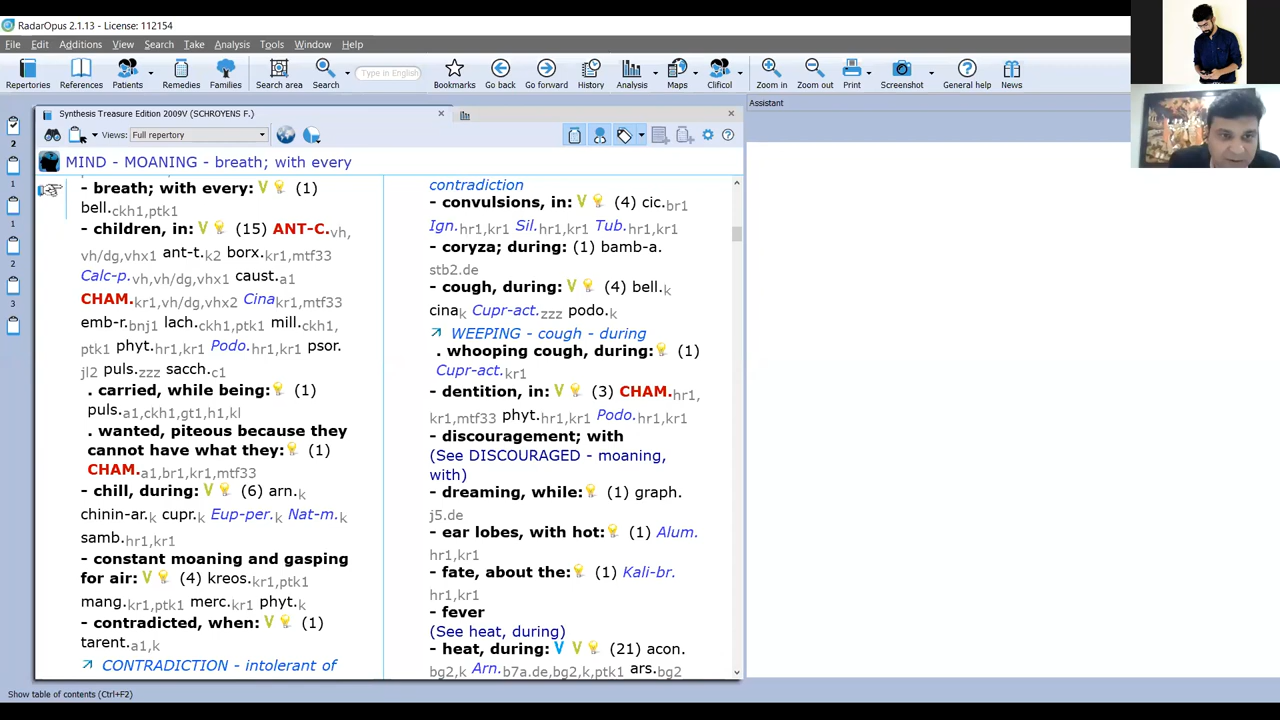 RadarOpus 2.1.13 - License: 112154
File Edit Additions View Search Take Analysis Tools Window Help
Type in English
Repertories References Patients Remedies Families Search area Search Bookmarks Go back Go forward History Analysis Maps Clificol Zoom in Zoom out Print Screenshot General help News
Synthesis Treasure Edition 2009V (SCHROYENS F.)
Assistant
Views: Full repertory
2
1
1
2
3
MIND - MOANING - breath; with every
- breath; with every: V (1)
bell.ckh1,ptk1
- children, in: V (15) ANT-C.vh,
vh/dg,vhx1 ant-t.k2 borx.kr1,mtf33
Calc-p.vh,vh/dg,vhx1 caust.a1
CHAM.kr1,vh/dg,vhx2 Cinakr1,mtf33
emb-r.bnj1 lach.ckh1,ptk1 mill.ckh1,
ptk1 phyt.hr1,kr1 Podo.hr1,kr1 psor.
jl2 puls.zzz sacch.c1
. carried, while being: (1)
puls.a1,ckh1,gt1,h1,kl
. wanted, piteous because they
cannot have what they: (1)
CHAM.a1,br1,kr1,mtf33
- chill, during: V (6) arn.k
chinin-ar.k cupr.k Eup-per.k Nat-m.k
samb.hr1,kr1
- constant moaning and gasping
for air: V (4) kreos.kr1,ptk1
mang.kr1,ptk1 merc.kr1 phyt.k
- contradicted, when: V (1)
tarent.a1,k
CONTRADICTION - intolerant of
contradiction
- convulsions, in: V (4) cic.br1
Ign.hr1,kr1 Sil.hr1,kr1 Tub.hr1,kr1
- coryza; during: (1) bamb-a.
stb2.de
- cough, during: V (4) bell.k
cinak Cupr-act.zzz podo.k
WEEPING - cough - during
. whooping cough, during: (1)
Cupr-act.kr1
- dentition, in: V (3) CHAM.hr1,
kr1,mtf33 phyt.hr1,kr1 Podo.hr1,kr1
- discouragement; with
(See DISCOURAGED - moaning,
with)
- dreaming, while: (1) graph.
j5.de
- ear lobes, with hot: (1) Alum.
hr1,kr1
- fate, about the: (1) Kali-br.
hr1,kr1
- fever
(See heat, during)
- heat, during: V V (21) acon.
bg2,k Arn.b7a.de,bg2,k,ptk1 ars.bg2
Show table of contents (Ctrl+F2)